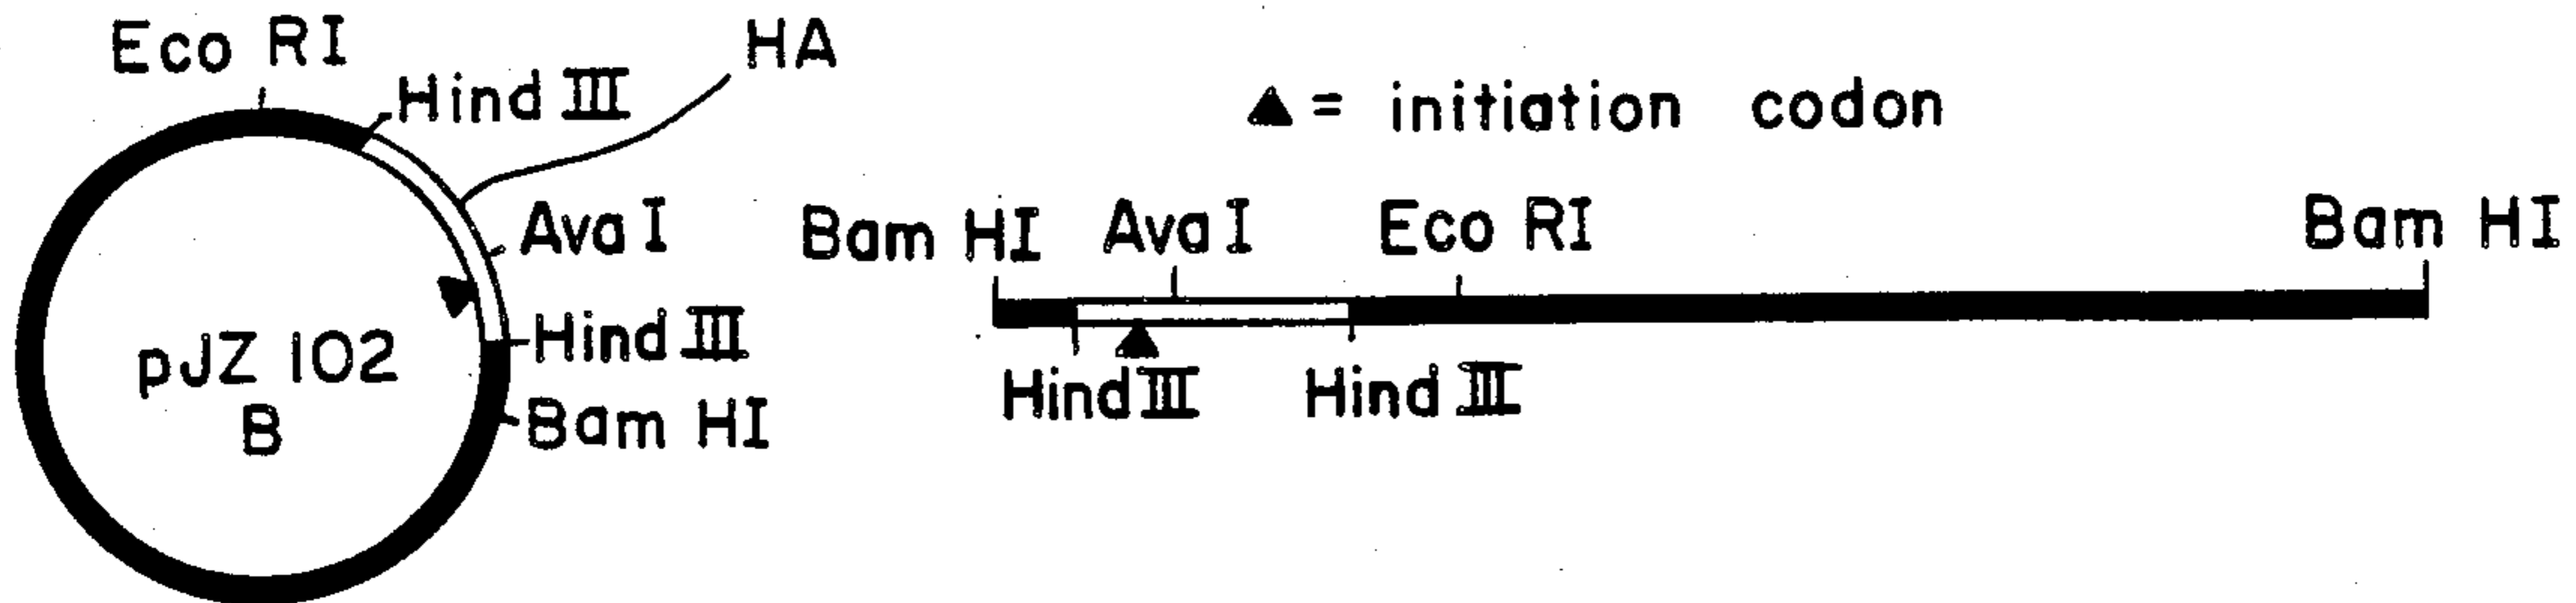 Eco RI
Hind III
HA
Ava I
Hind III
Bam HI
pJZ 102
B
▲ = initiation codon
Bam HI
Ava I
Eco RI
Bam HI
Hind III
Hind III